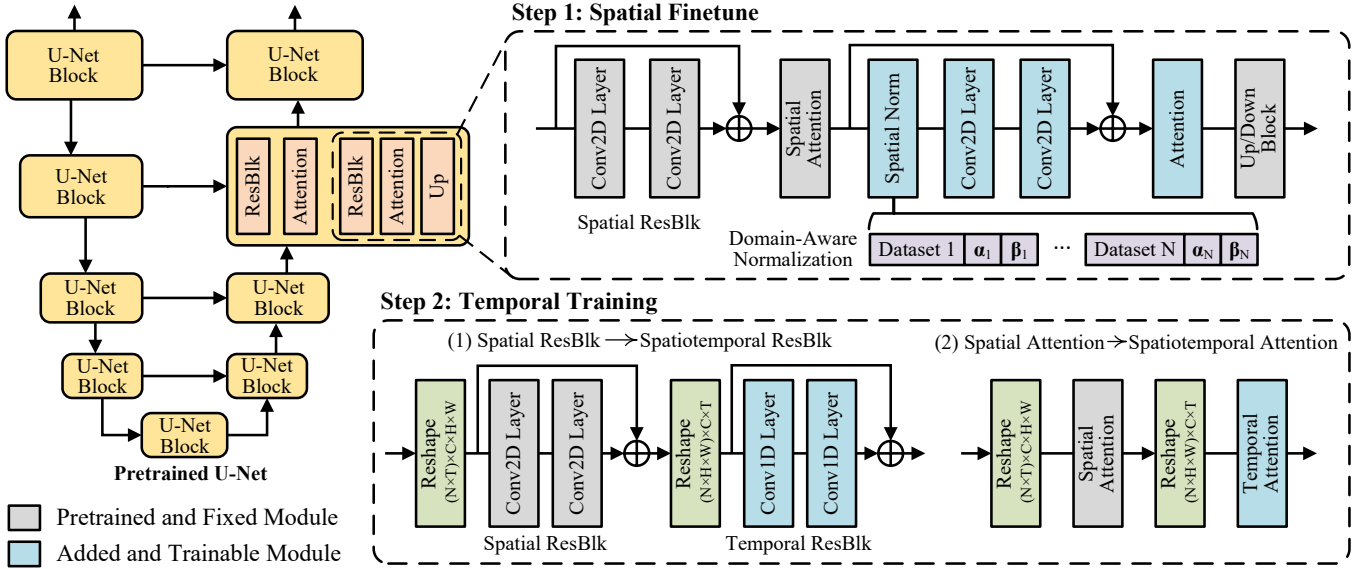 Step 1: Spatial Finetune
U-Net
Block
U-Net
Block
U-Net
Block
ResBlk
Attention
ResBlk
Attention
Up
U-Net
Block
U-Net
Block
U-Net
Block
U-Net
Block
U-Net
Block
Pretrained U-Net
Pretrained and Fixed Module
Added and Trainable Module
Conv2D Layer
Conv2D Layer
Spatial ResBlk
Spatial
Attention
Spatial Norm
Conv2D Layer
Conv2D Layer
Attention
Up/Down
Block
Domain-Aware
Normalization
Dataset 1 α1 β1 ... Dataset N αN βN
Step 2: Temporal Training
(1) Spatial ResBlk → Spatiotemporal ResBlk
Reshape
(N×T)×C×H×W
Conv2D Layer
Conv2D Layer
Spatial ResBlk
Reshape
(N×H×W)×C×T
Conv1D Layer
Conv1D Layer
Temporal ResBlk
(2) Spatial Attention → Spatiotemporal Attention
Reshape
(N×T)×C×H×W
Spatial
Attention
Reshape
(N×H×W)×C×T
Temporal
Attention